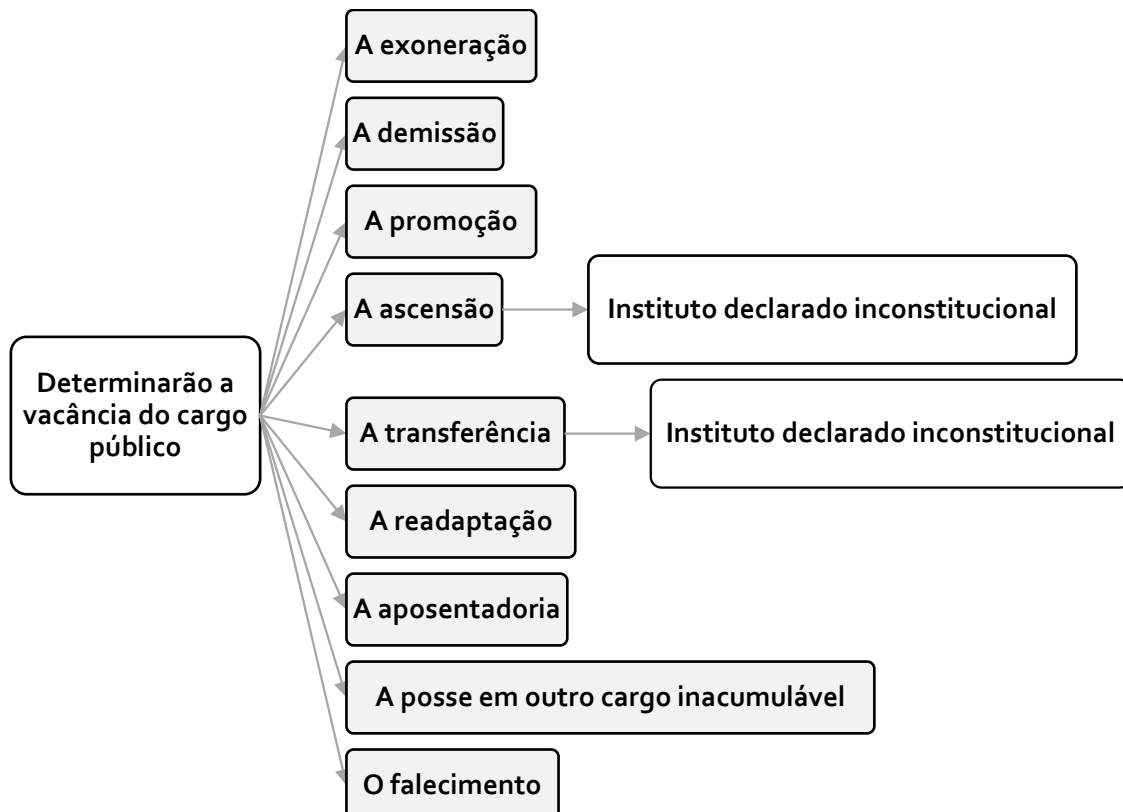 A exoneração
A demissão
A promoção
A ascensão
Instituto declarado inconstitucional
Determinarão a
vacância do cargo
público
A transferência
Instituto declarado inconstitucional
A readaptação
A aposentadoria
A posse em outro cargo inacumulável
O falecimento